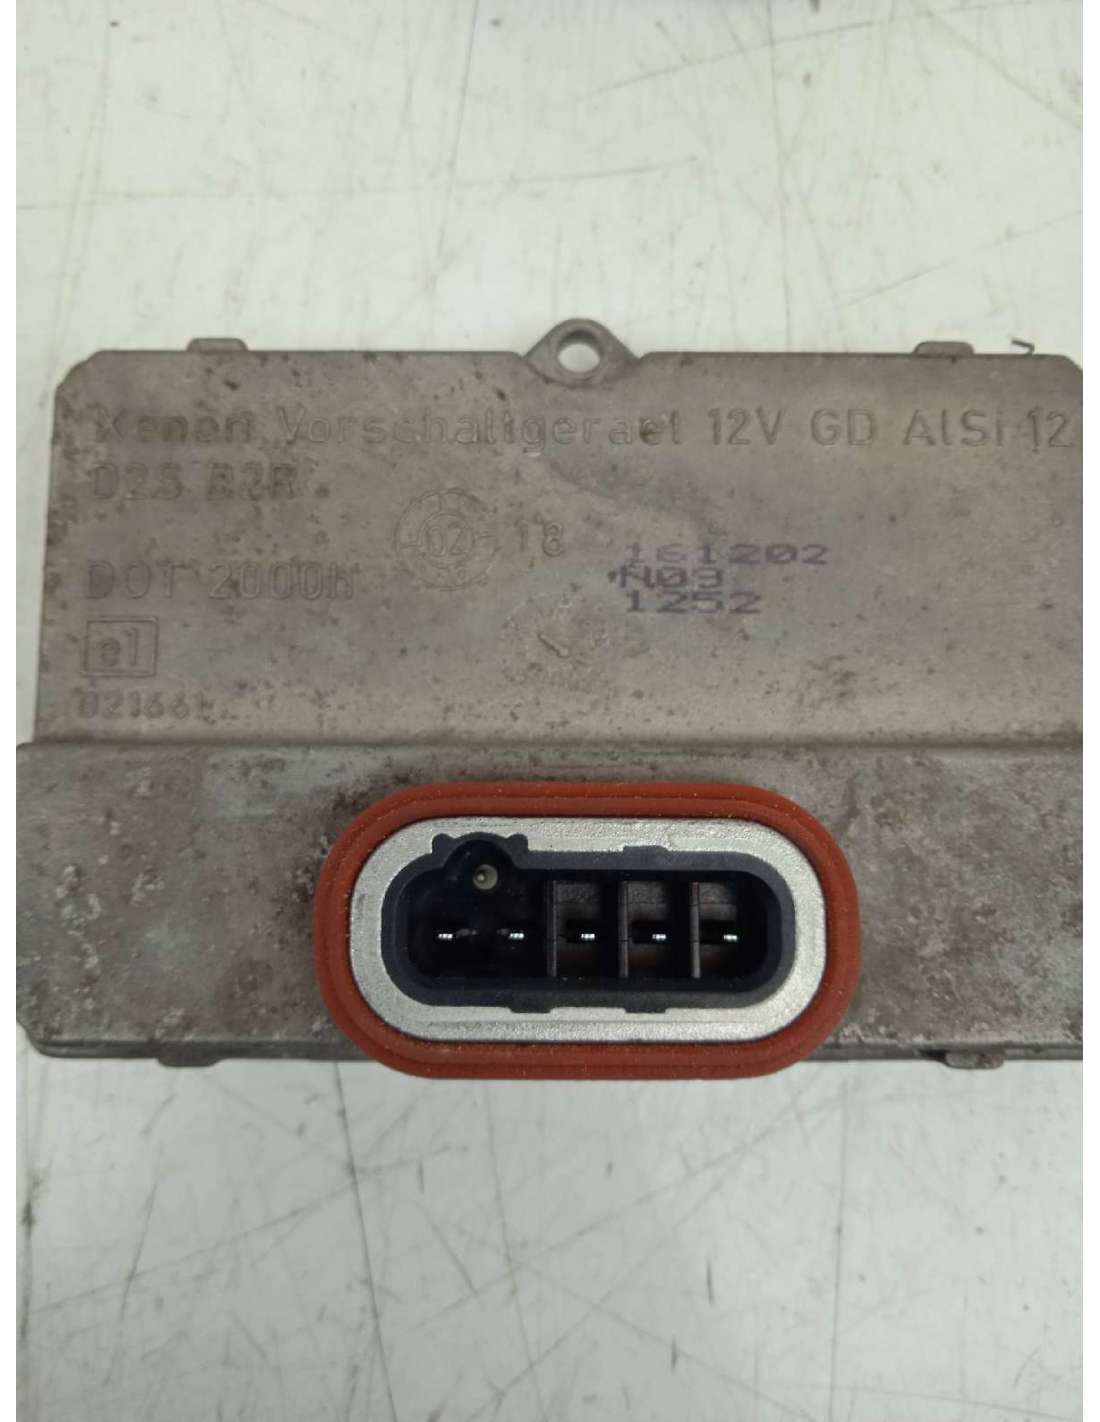 Xenon Vorschaltgeraet 12V GD AlSi 12
D2S D2R
02
18
DOT 2000h
161202
N09
1252
e1
021661